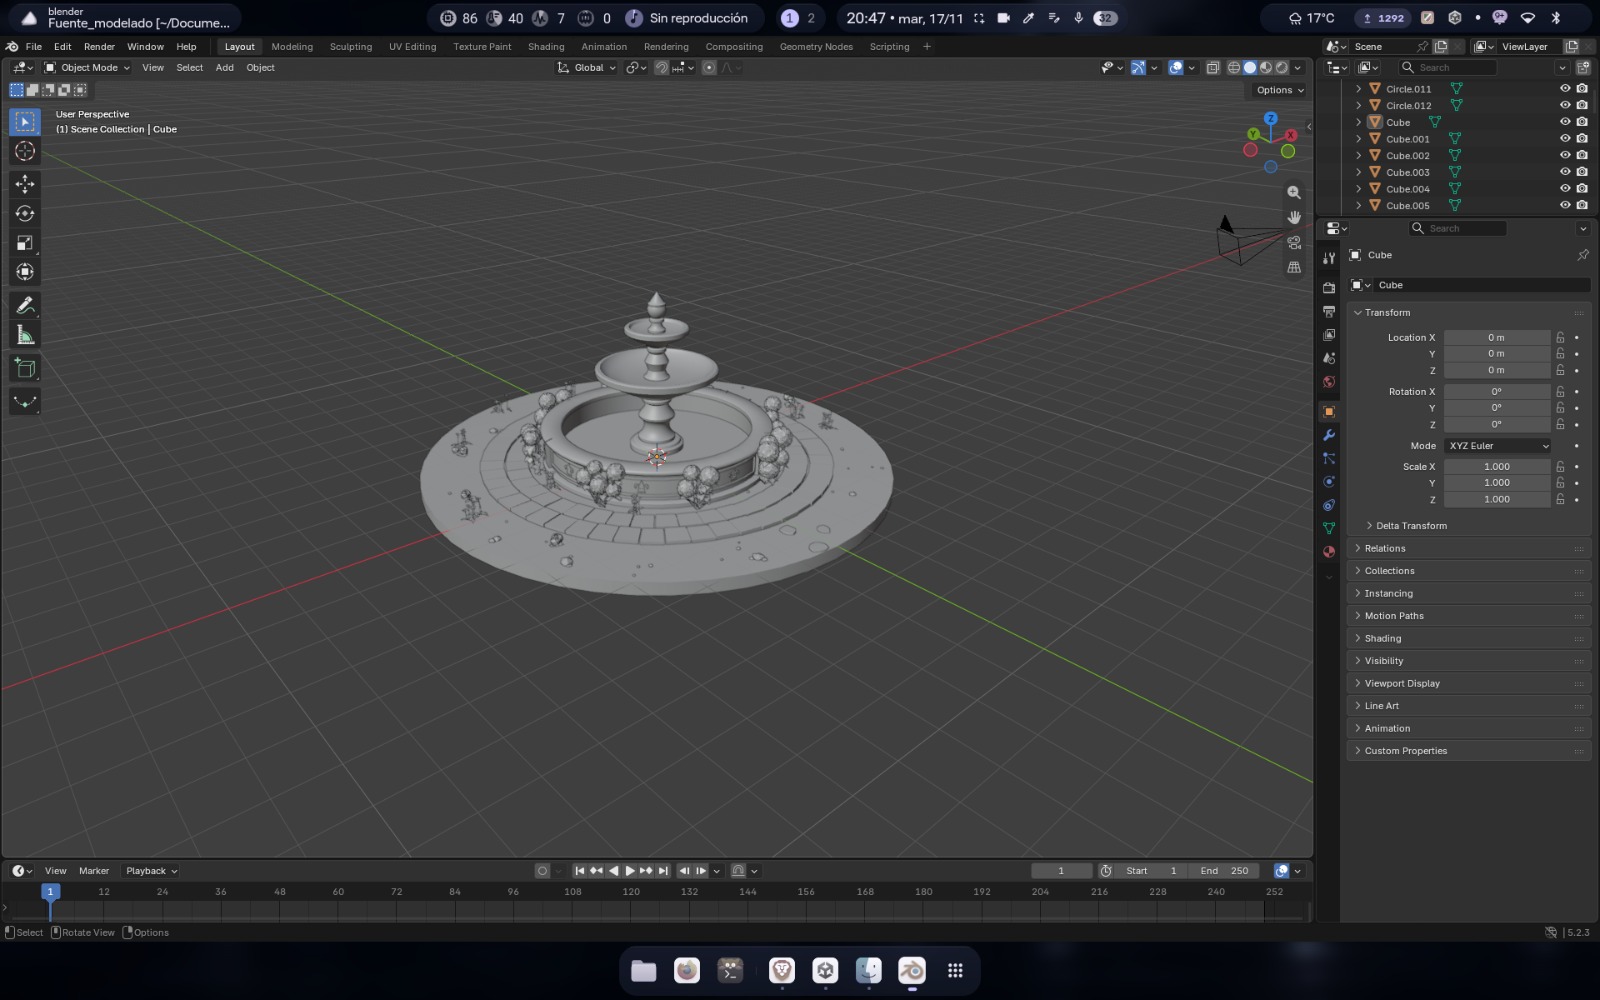 blender
Fuente_modelado [~/Docume...
86
40
7
0
Sin reproducción
1
2
20:47 • mar, 17/11
32
17°C
1292
File
Edit
Render
Window
Help
Layout
Modeling
Sculpting
UV Editing
Texture Paint
Shading
Animation
Rendering
Compositing
Geometry Nodes
Scripting
+
Scene
ViewLayer
Object Mode
View
Select
Add
Object
Global
Search
Options
User Perspective
(1) Scene Collection | Cube
Z
Y
X
Circle.011
Circle.012
Cube
Cube.001
Cube.002
Cube.003
Cube.004
Cube.005
Search
Cube
Cube
Transform
Location X
0 m
Y
0 m
Z
0 m
Rotation X
0°
Y
0°
Z
0°
Mode
XYZ Euler
Scale X
1.000
Y
1.000
Z
1.000
Delta Transform
Relations
Collections
Instancing
Motion Paths
Shading
Visibility
Viewport Display
Line Art
Animation
Custom Properties
View
Marker
Playback
1
Start
1
End
250
1
12
24
36
48
60
72
84
96
108
120
132
144
156
168
180
192
204
216
228
240
252
Select
Rotate View
Options
5.2.3